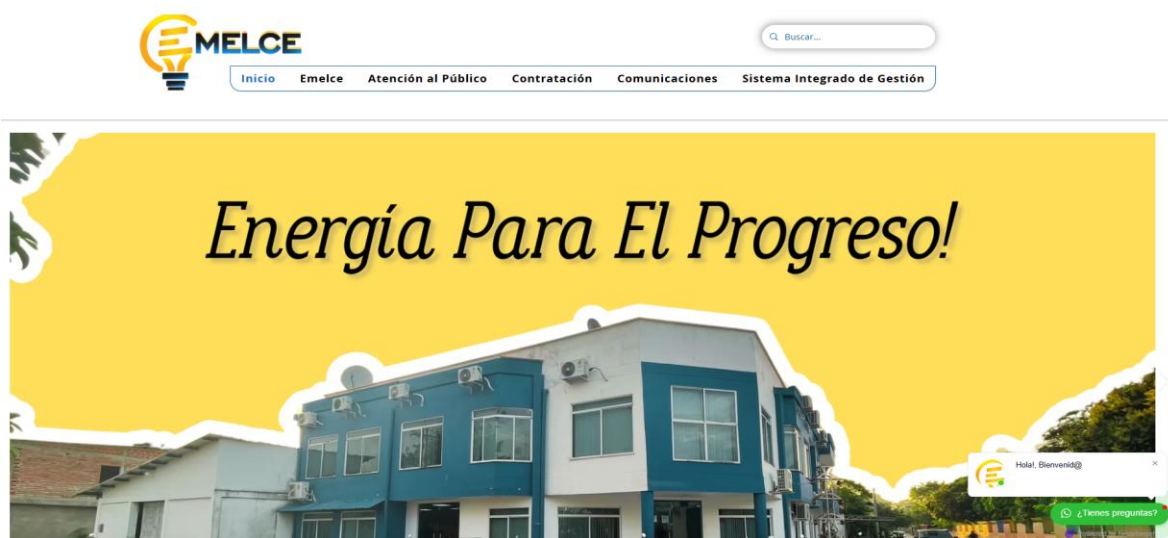 EMELCE
Buscar...
Inicio Emelce Atención al Público Contratación Comunicaciones Sistema Integrado de Gestión
Energía Para El Progreso!
Hola!, Bienvenid@
¿Tienes preguntas?